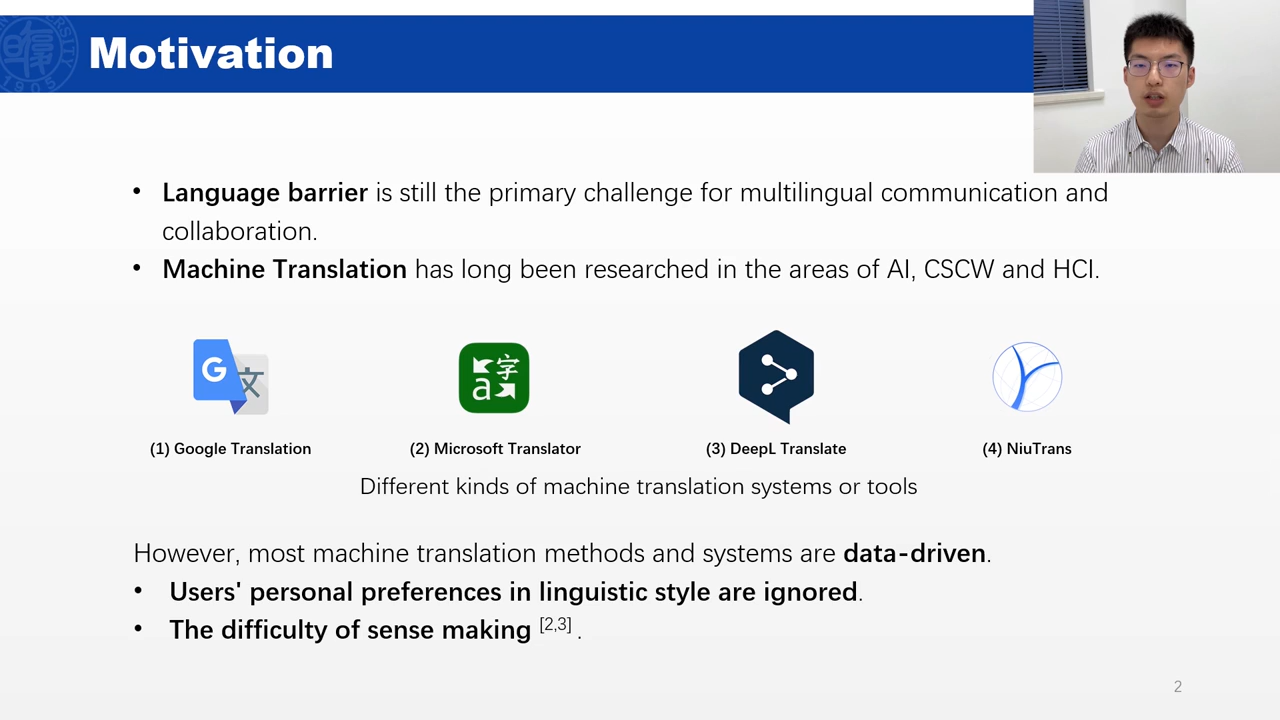 Motivation
• Language barrier is still the primary challenge for multilingual communication and
collaboration.
• Machine Translation has long been researched in the areas of AI, CSCW and HCI.
G 文
字
a
(1) Google Translation (2) Microsoft Translator (3) DeepL Translate (4) NiuTrans
Different kinds of machine translation systems or tools
However, most machine translation methods and systems are data-driven.
• Users' personal preferences in linguistic style are ignored.
• The difficulty of sense making [2,3] .
2